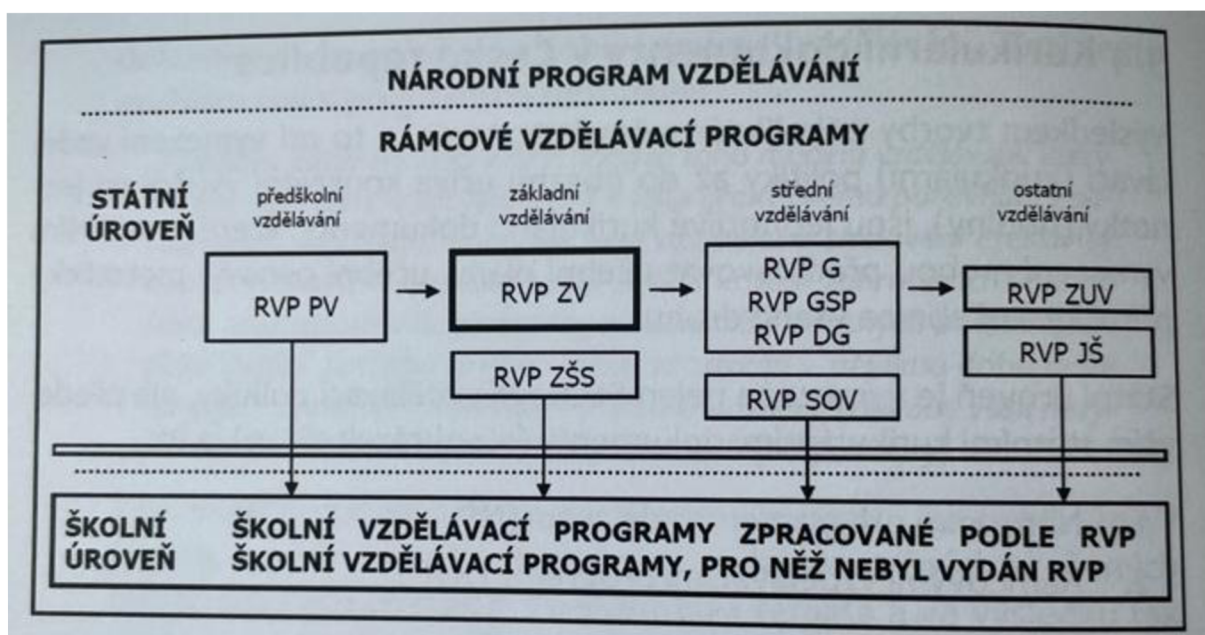 NÁRODNÍ PROGRAM VZDĚLÁVÁNÍ
RÁMCOVÉ VZDĚLÁVACÍ PROGRAMY
STÁTNÍ
ÚROVEŇ
předškolní
vzdělávání
základní
vzdělávání
střední
vzdělávání
ostatní
vzdělávání
RVP PV
RVP ZV
RVP ZŠS
RVP G
RVP GSP
RVP DG
RVP SOV
RVP ZUV
RVP JŠ
ŠKOLNÍ
ÚROVEŇ
ŠKOLNÍ VZDĚLÁVACÍ PROGRAMY ZPRACOVANÉ PODLE RVP
ŠKOLNÍ VZDĚLÁVACÍ PROGRAMY, PRO NĚŽ NEBYL VYDÁN RVP